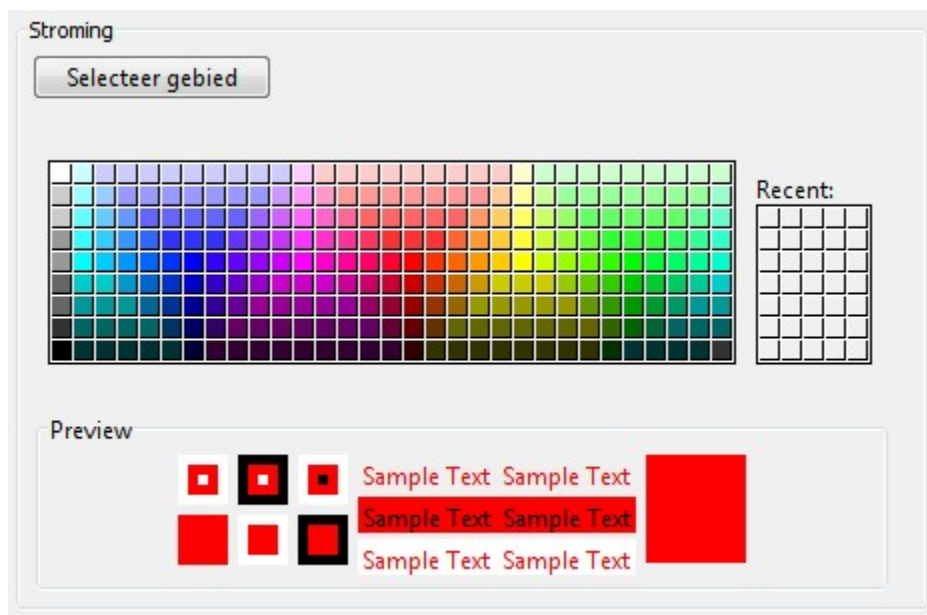 Stroming
Selecteer gebied
Recent:
Preview
Sample Text Sample Text
Sample Text Sample Text
Sample Text Sample Text